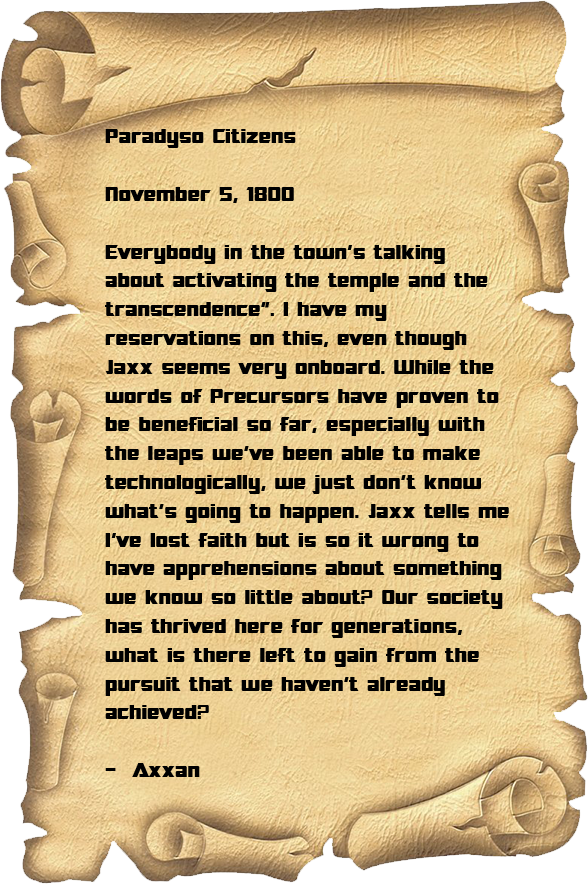 Paradyso Citizens
November 5, 1800
Everybody in the town's talking
about activating the temple and the
transcendence”. I have my
reservations on this, even though
Jaxx seems very onboard. While the
words of Precursors have proven to
be beneficial so far, especially with
the leaps we've been able to make
technologically, we just don't know
what's going to happen. Jaxx tells me
I've lost faith but is so it wrong to
have apprehensions about something
we know so little about? Our society
has thrived here for generations,
what is there left to gain from the
pursuit that we haven't already
achieved?
- Axxan